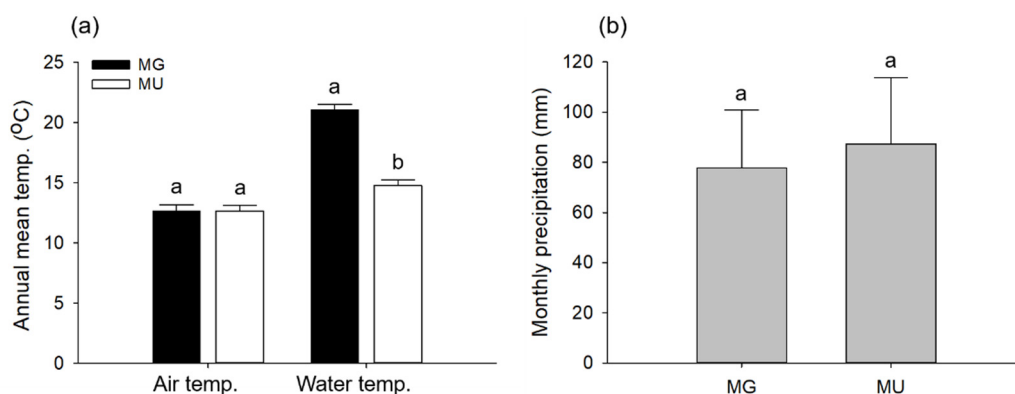 (a)
Annual mean temp. (ºC)
25
20
15
10
5
0
MG
MU
a
a
a
b
Air temp.
Water temp.
(b)
Monthly precipitation (mm)
120
100
80
60
40
20
0
a
a
MG
MU